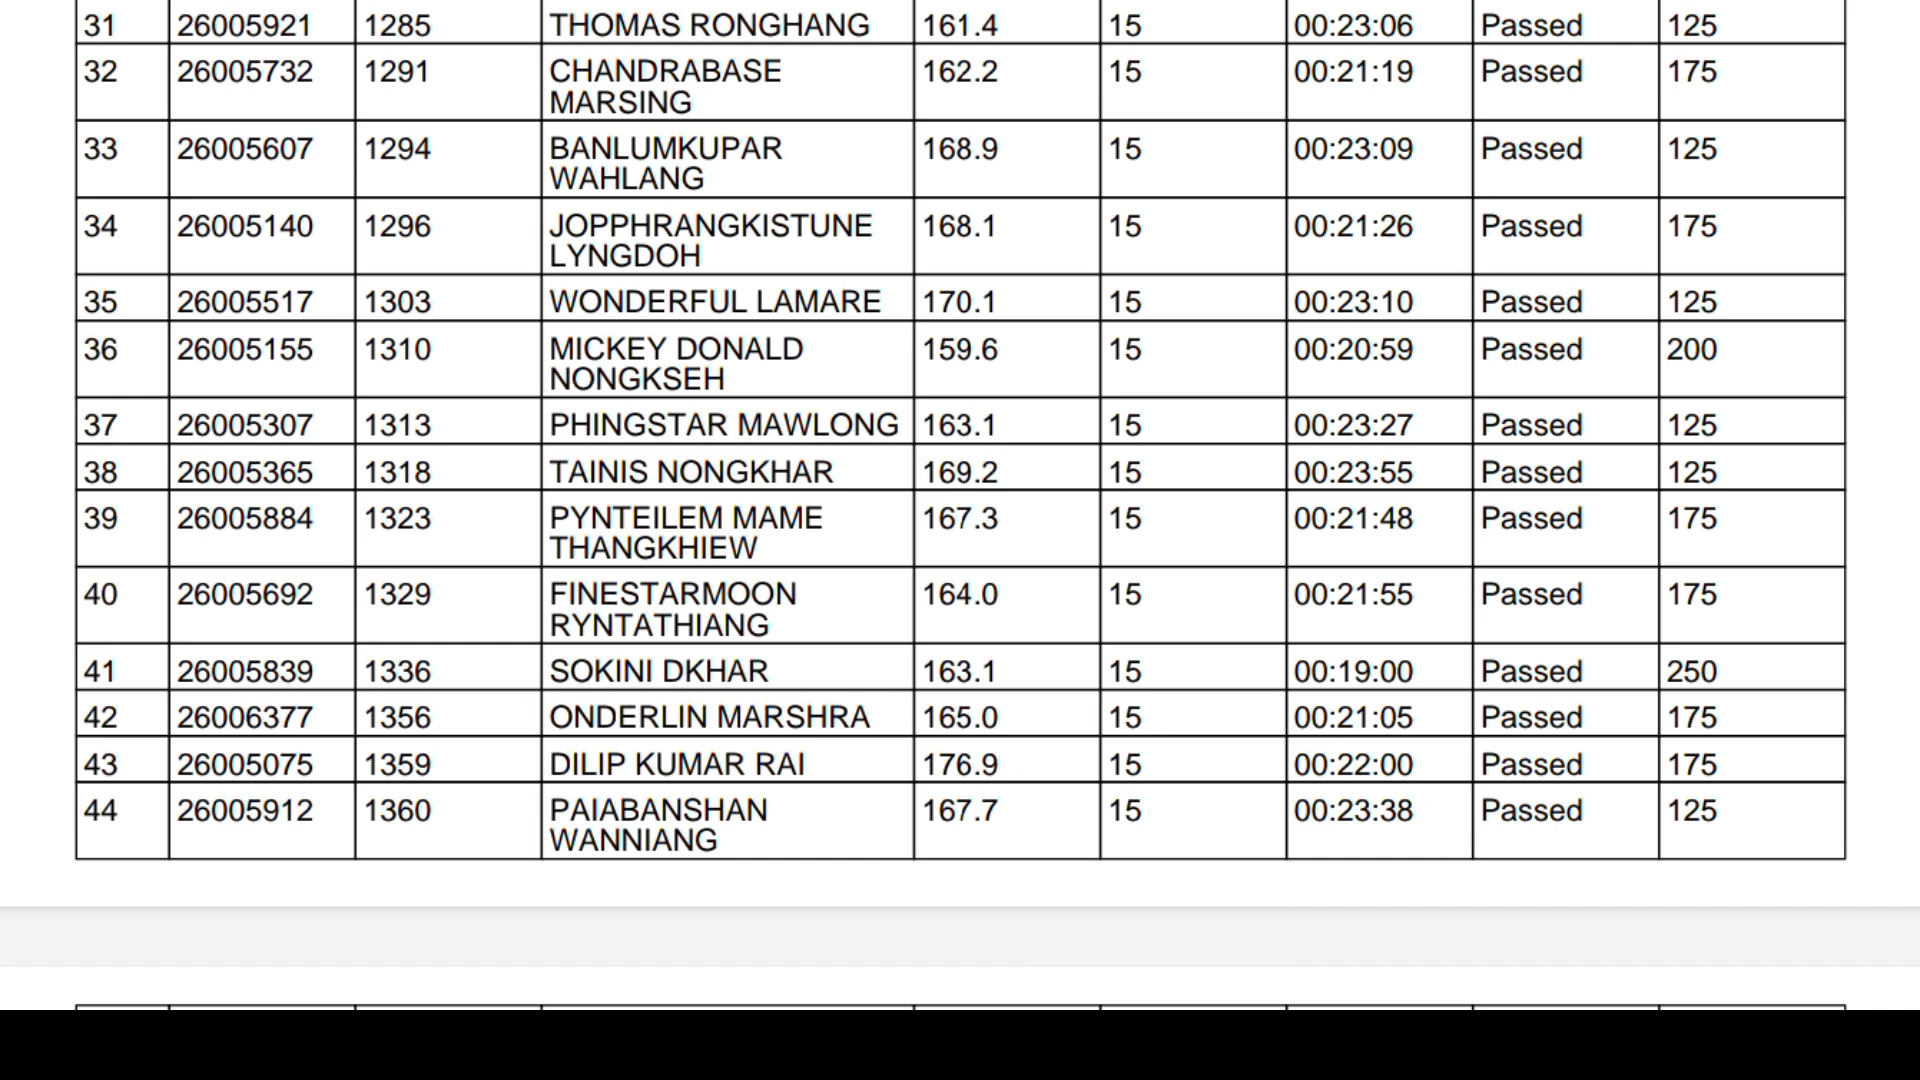 31 26005921 1285 THOMAS RONGHANG 161.4 15 00:23:06 Passed 125
32 26005732 1291 CHANDRABASE 162.2 15 00:21:19 Passed 175
MARSING
33 26005607 1294 BANLUMKUPAR 168.9 15 00:23:09 Passed 125
WAHLANG
34 26005140 1296 JOPPHRANGKISTUNE 168.1 15 00:21:26 Passed 175
LYNGDOH
35 26005517 1303 WONDERFUL LAMARE 170.1 15 00:23:10 Passed 125
36 26005155 1310 MICKEY DONALD 159.6 15 00:20:59 Passed 200
NONGKSEH
37 26005307 1313 PHINGSTAR MAWLONG 163.1 15 00:23:27 Passed 125
38 26005365 1318 TAINIS NONGKHAR 169.2 15 00:23:55 Passed 125
39 26005884 1323 PYNTEILEM MAME 167.3 15 00:21:48 Passed 175
THANGKHIEW
40 26005692 1329 FINESTARMOON 164.0 15 00:21:55 Passed 175
RYNTATHIANG
41 26005839 1336 SOKINI DKHAR 163.1 15 00:19:00 Passed 250
42 26006377 1356 ONDERLIN MARSHRA 165.0 15 00:21:05 Passed 175
43 26005075 1359 DILIP KUMAR RAI 176.9 15 00:22:00 Passed 175
44 26005912 1360 PAIABANSHAN 167.7 15 00:23:38 Passed 125
WANNIANG